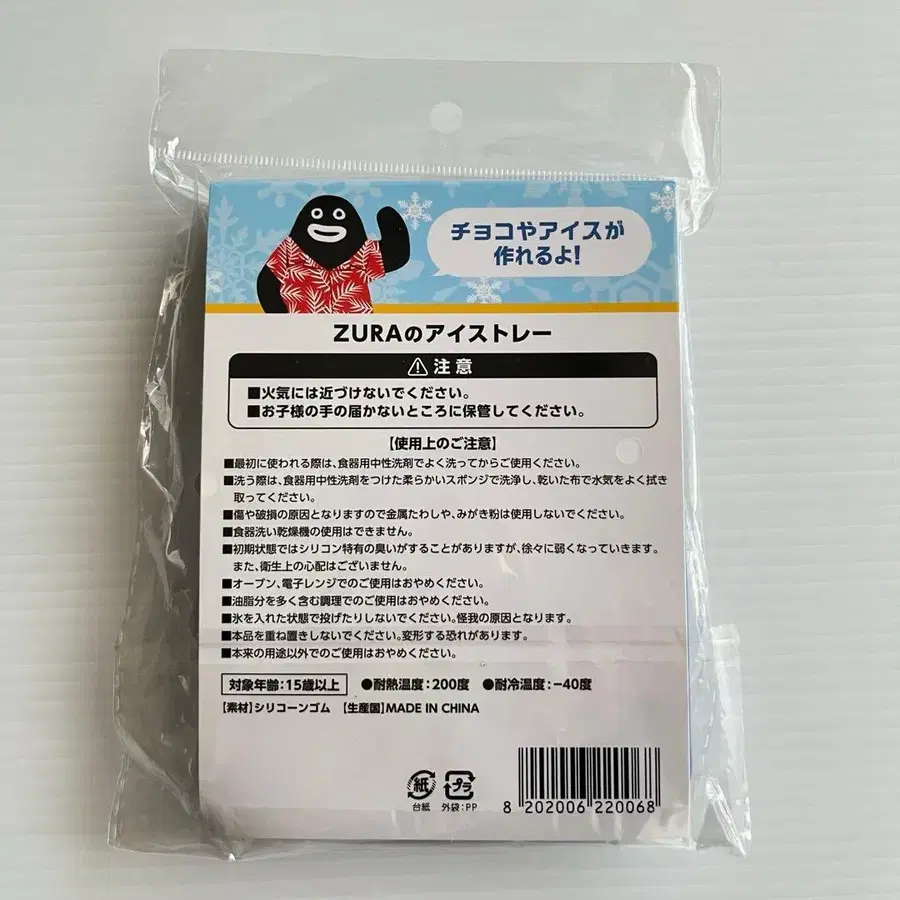 チョコやアイスが
作れるよ!
ZURAのアイストレー
注意
■火気には近づけないでください。
■お子様の手の届かないところに保管してください。
【使用上のご注意】
■最初に使われる際は、食器用中性洗剤でよく洗ってからご使用ください。
■洗う際は、食器用中性洗剤をつけた柔らかいスポンジで洗浄し、乾いた布で水気をよく拭き
取ってください。
■傷や破損の原因となりますので金属たわしや、みがき粉は使用しないでください。
■食器洗い乾燥機の使用はできません。
■初期状態ではシリコン特有の臭いがすることがありますが、徐々に弱くなっていきます。
また、衛生上の心配はございません。
■オーブン、電子レンジでのご使用はおやめください。
■油脂分を多く含む調理でのご使用はおやめください。
■氷を入れた状態で投げたりしないでください。怪我の原因となります。
■本品を重ね置きしないでください。変形する恐れがあります。
■本来の用途以外でのご使用はおやめください。
対象年齢:15歳以上 ●耐熱温度:200度 ●耐冷温度:-40度
【素材】シリコーンゴム 【生産国】MADE IN CHINA
紙 プラ
台紙 外袋:PP
8 202006 220068